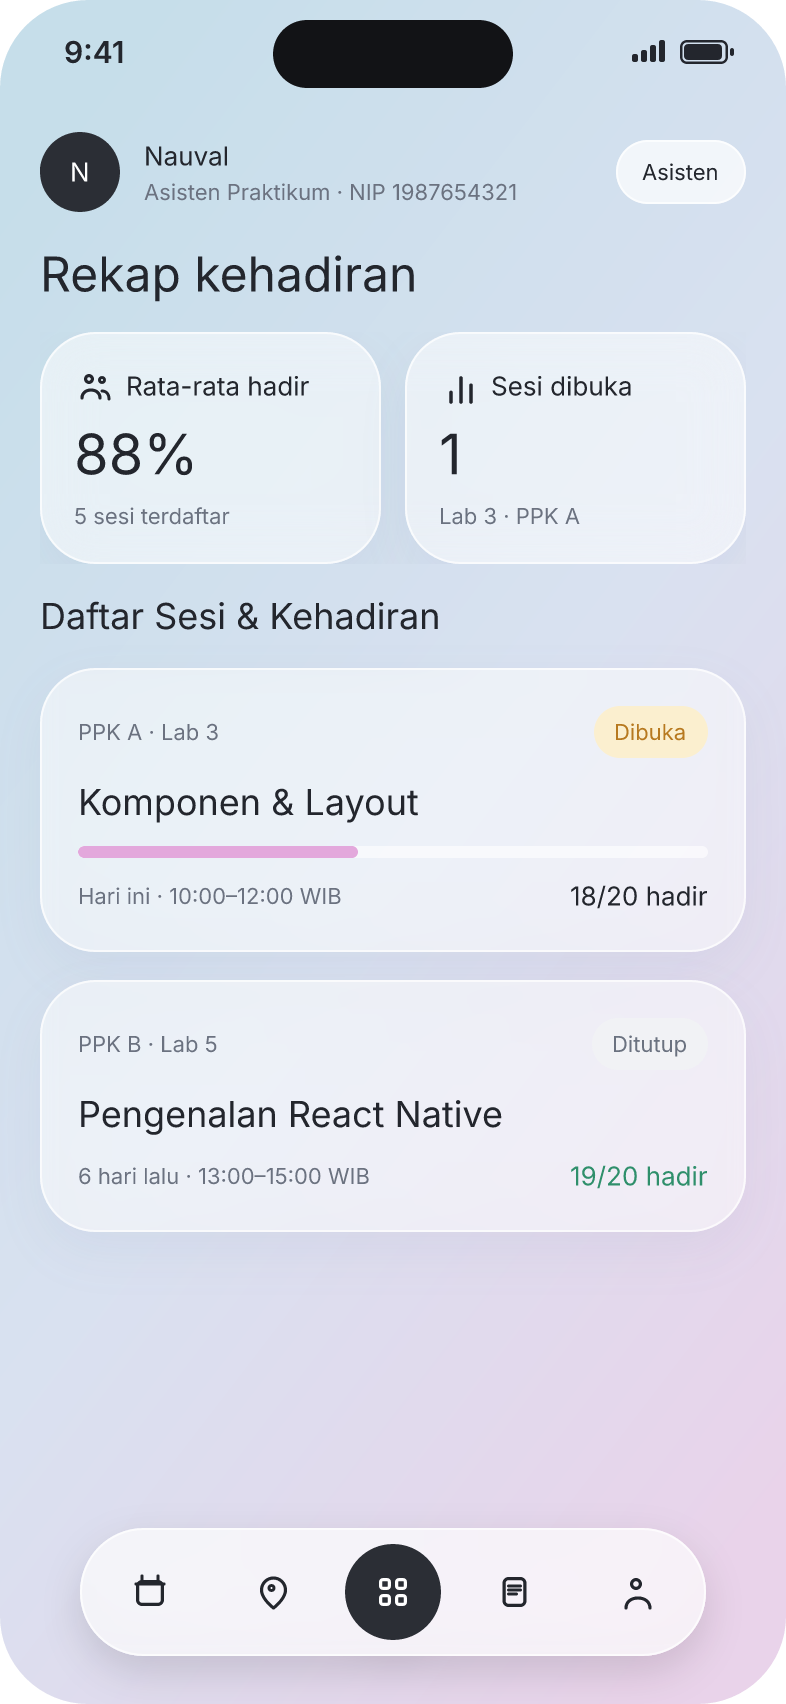 9:41
N
Nauval
Asisten Praktikum · NIP 1987654321
Asisten
Rekap kehadiran
Rata-rata hadir
88%
5 sesi terdaftar
Sesi dibuka
1
Lab 3 · PPK A
Daftar Sesi & Kehadiran
PPK A · Lab 3
Dibuka
Komponen & Layout
Hari ini · 10:00–12:00 WIB
18/20 hadir
PPK B · Lab 5
Ditutup
Pengenalan React Native
6 hari lalu · 13:00–15:00 WIB
19/20 hadir